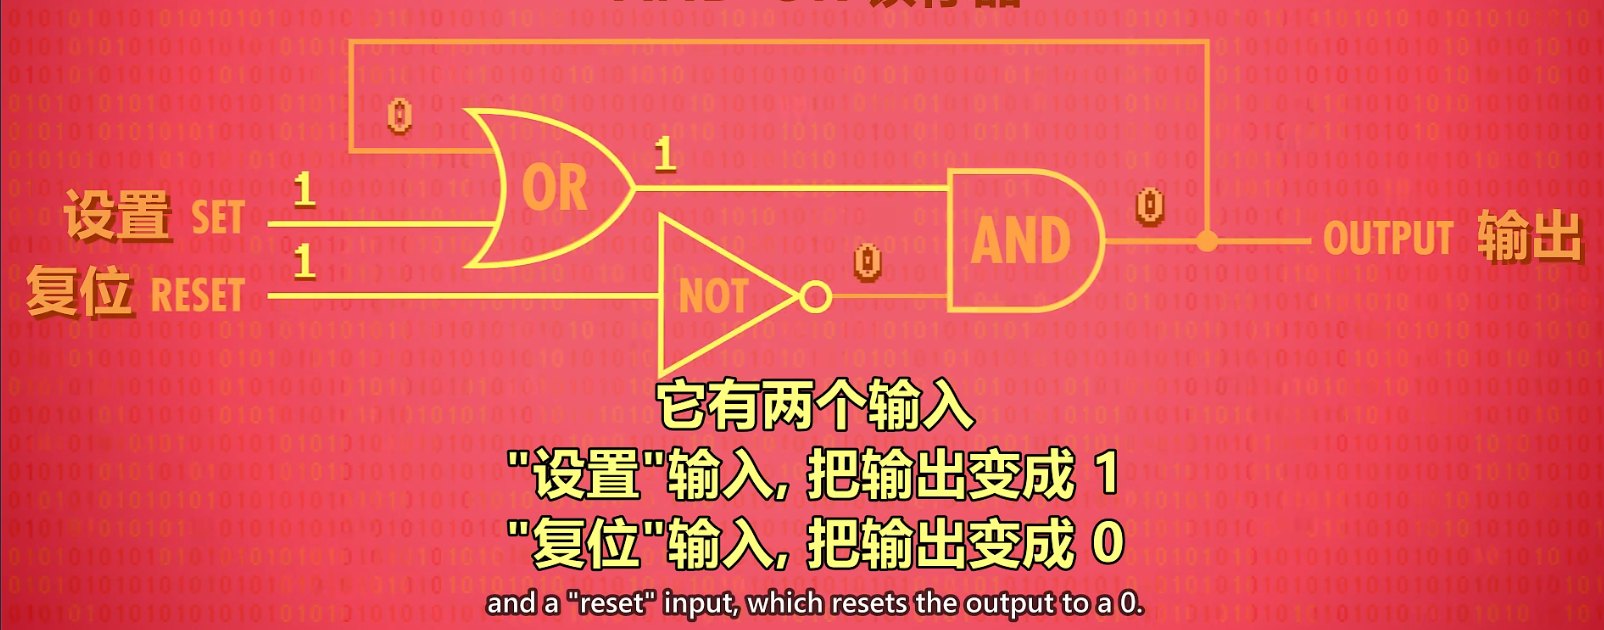 0
1
设置 SET
1
OR
1
复位 RESET
1
NOT
0
AND
0
OUTPUT 输出
它有两个输入
"设置"输入, 把输出变成 1
"复位"输入, 把输出变成 0
and a "reset" input, which resets the output to a 0.